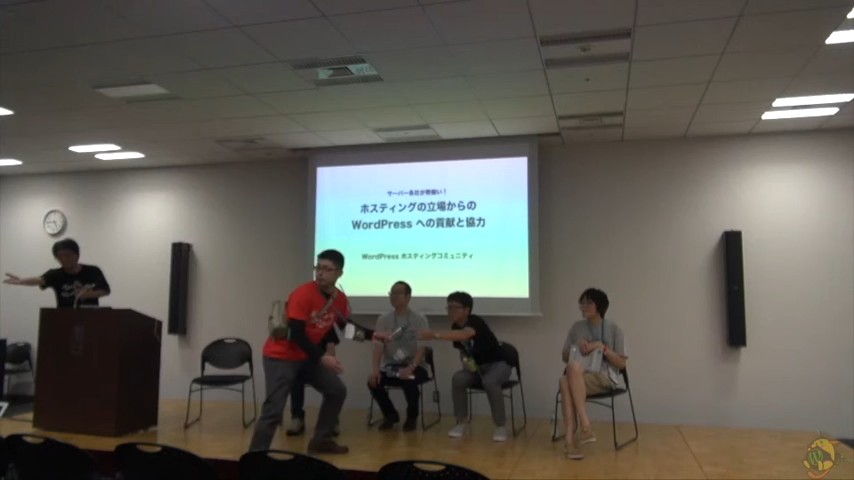 サーバー各社が勢揃い！
ホスティングの立場からの
WordPress への貢献と協力
WordPress ホスティングコミュニティ